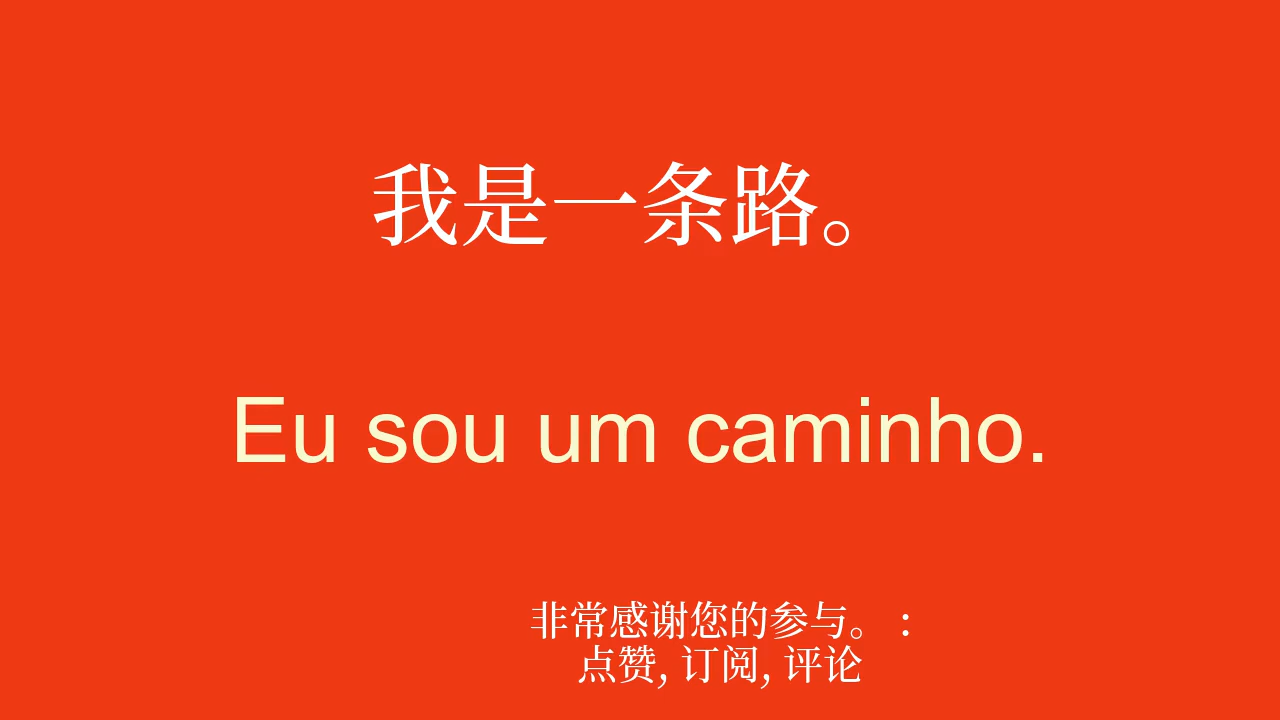 我是一条路。
Eu sou um caminho.
非常感谢您的参与。 :
点赞, 订阅, 评论